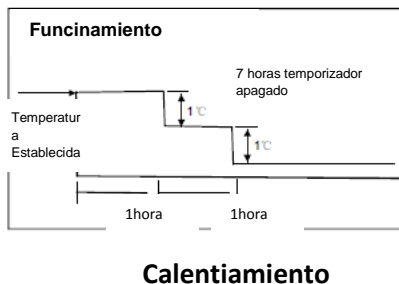 Funcinamiento
7 horas temporizador
apagado
1℃
Temperatur
a
Establecida
1℃
1hora
1hora
Calentiamiento